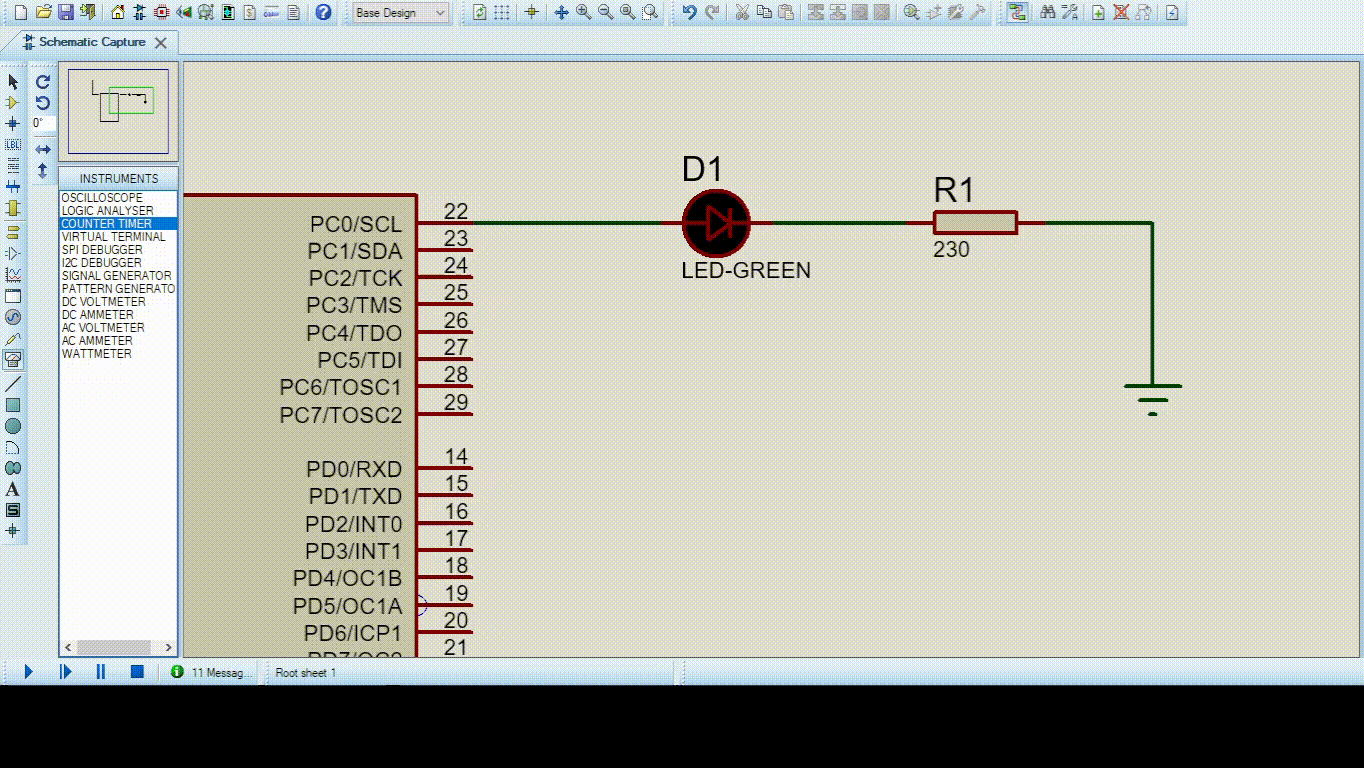 Base Design
Schematic Capture
0°
LBL
INSTRUMENTS
OSCILLOSCOPE
LOGIC ANALYSER
COUNTER TIMER
VIRTUAL TERMINAL
SPI DEBUGGER
I2C DEBUGGER
SIGNAL GENERATOR
PATTERN GENERATO
DC VOLTMETER
DC AMMETER
AC VOLTMETER
AC AMMETER
WATTMETER
A
S
PC0/SCL 22
PC1/SDA 23
PC2/TCK 24
PC3/TMS 25
PC4/TDO 26
PC5/TDI 27
PC6/TOSC1 28
PC7/TOSC2 29
PD0/RXD 14
PD1/TXD 15
PD2/INT0 16
PD3/INT1 17
PD4/OC1B 18
PD5/OC1A 19
PD6/ICP1 20
21
D1
LED-GREEN
R1
230
11 Messag...
Root sheet 1